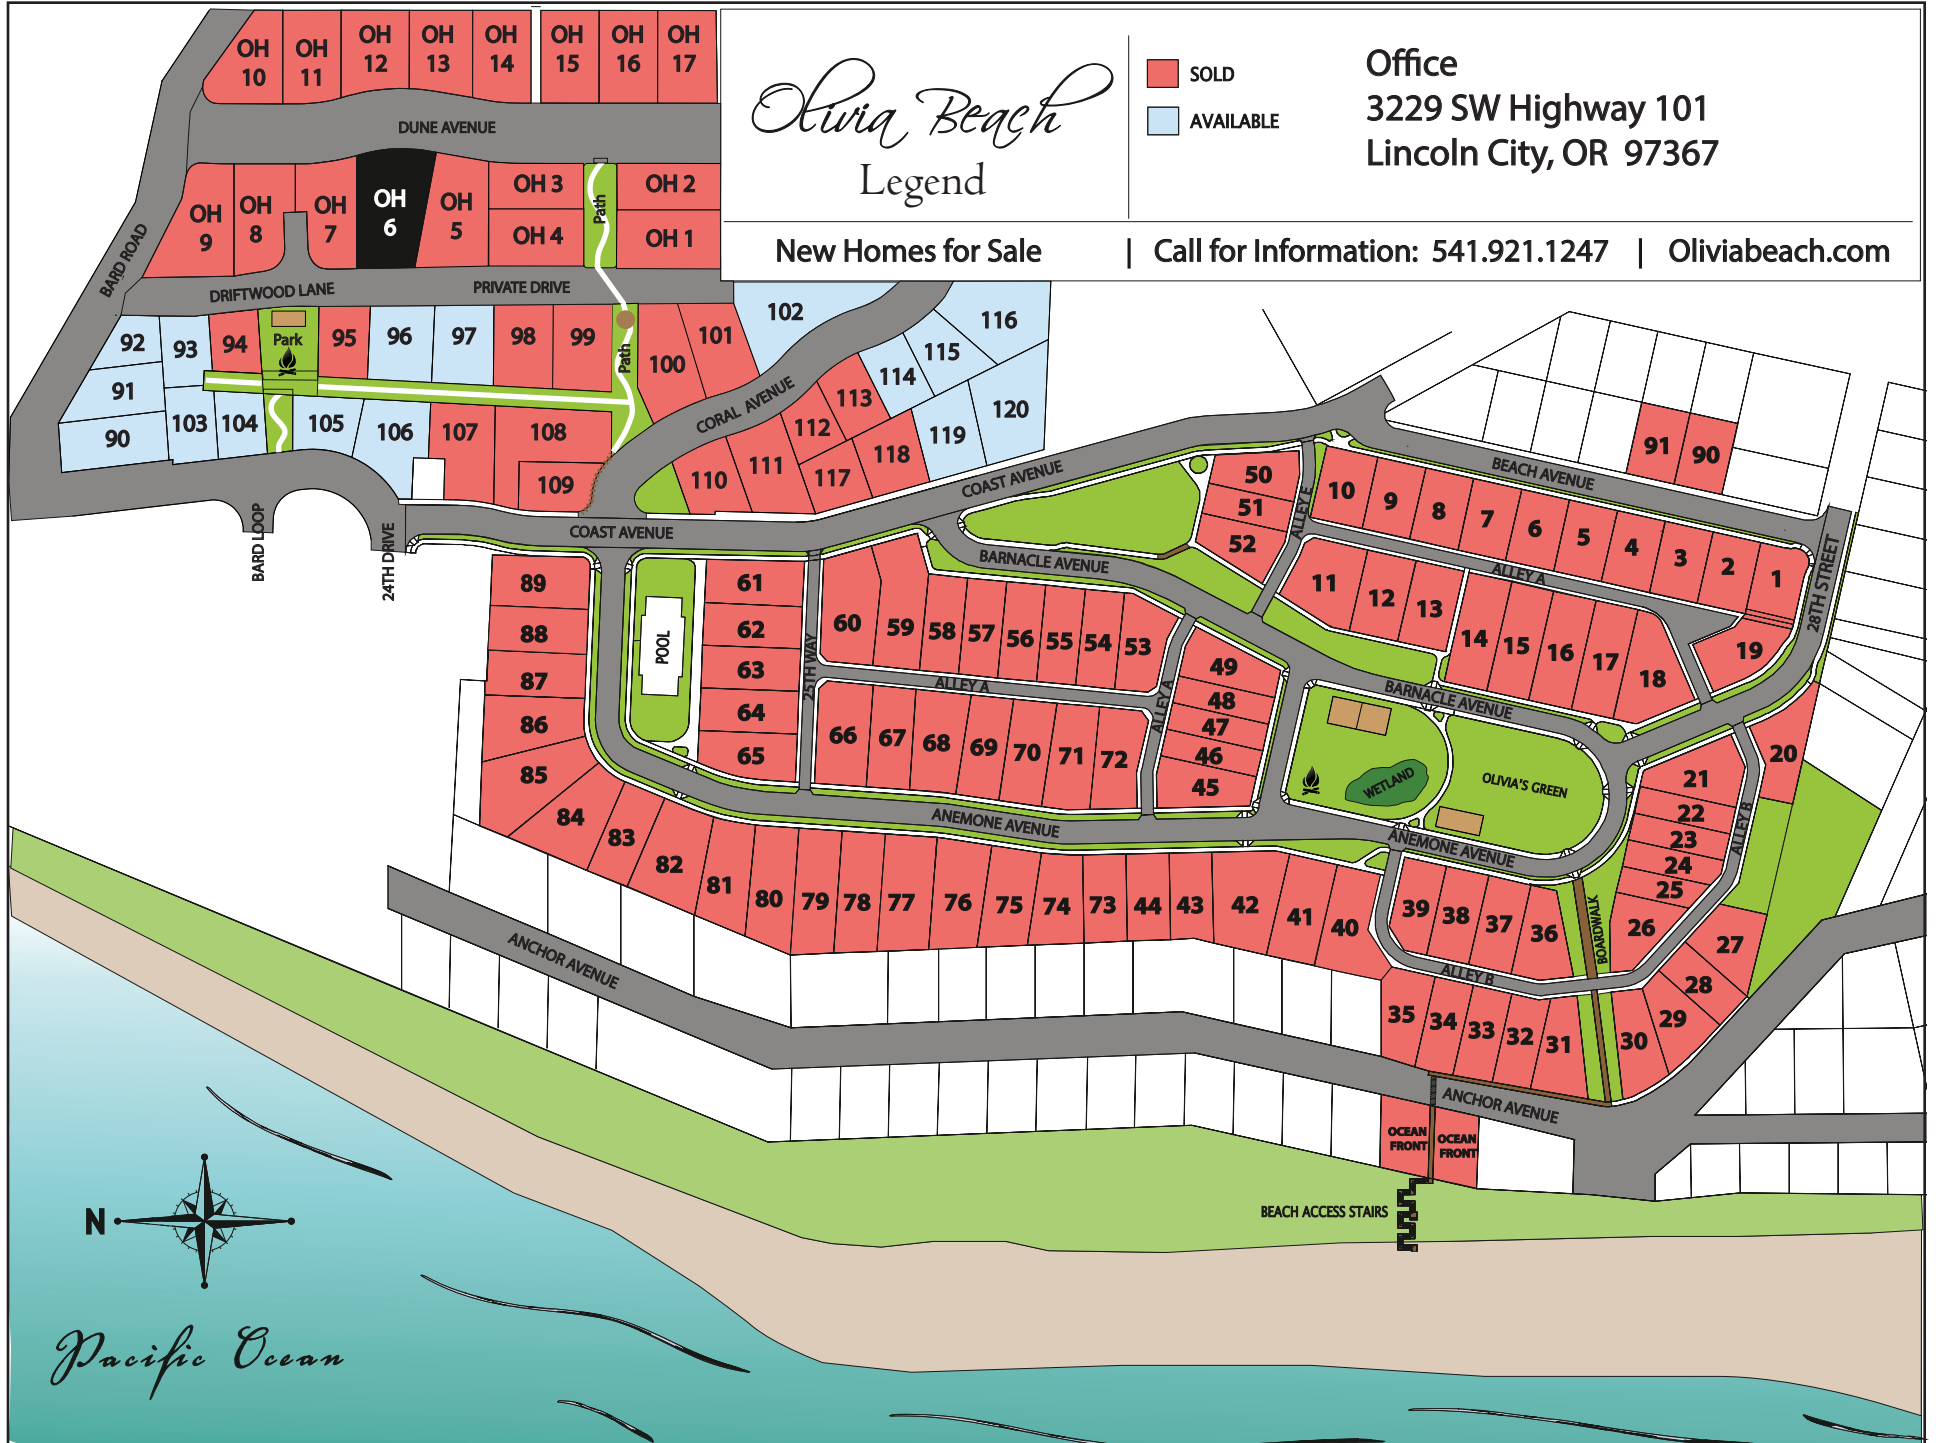 OH 10
OH 11
OH 12
OH 13
OH 14
OH 15
OH 16
OH 17
DUNE AVENUE
Olivia Beach
Legend
SOLD
AVAILABLE
Office
3229 SW Highway 101
Lincoln City, OR 97367
New Homes for Sale | Call for Information: 541.921.1247 | Oliviabeach.com
OH 9
OH 8
OH 7
OH 6
OH 5
OH 3
OH 4
Path
OH 2
OH 1
BARD ROAD
DRIFTWOOD LANE
PRIVATE DRIVE
92
93
94
Park
95
96
97
98
99
Path
100
101
102
116
115
114
113
112
111
110
117
118
119
120
91
90
103
104
105
106
107
108
109
CORAL AVENUE
COAST AVENUE
COAST AVENUE
BARD LOOP
24TH DRIVE
BEACH AVENUE
91
90
50
51
52
ALLEY E
10
9
8
7
6
5
4
3
2
1
28TH STREET
ALLEY A
11
12
13
14
15
16
17
18
19
BARNACLE AVENUE
BARNACLE AVENUE
89
88
87
86
85
84
83
82
81
80
79
78
77
76
75
74
73
44
43
42
41
40
POOL
61
62
63
64
65
25TH WAY
60
59
58
57
56
55
54
53
ALLEY A
ALLEY A
66
67
68
69
70
71
72
49
48
47
46
45
WETLAND
OLIVIA'S GREEN
ANEMONE AVENUE
ANEMONE AVENUE
20
21
22
23
24
25
26
27
28
29
30
ALLEY B
39
38
37
36
BOARDWALK
ALLEY B
35
34
33
32
31
ANCHOR AVENUE
ANCHOR AVENUE
OCEAN
FRONT
OCEAN
FRONT
BEACH ACCESS STAIRS
N
Pacific Ocean